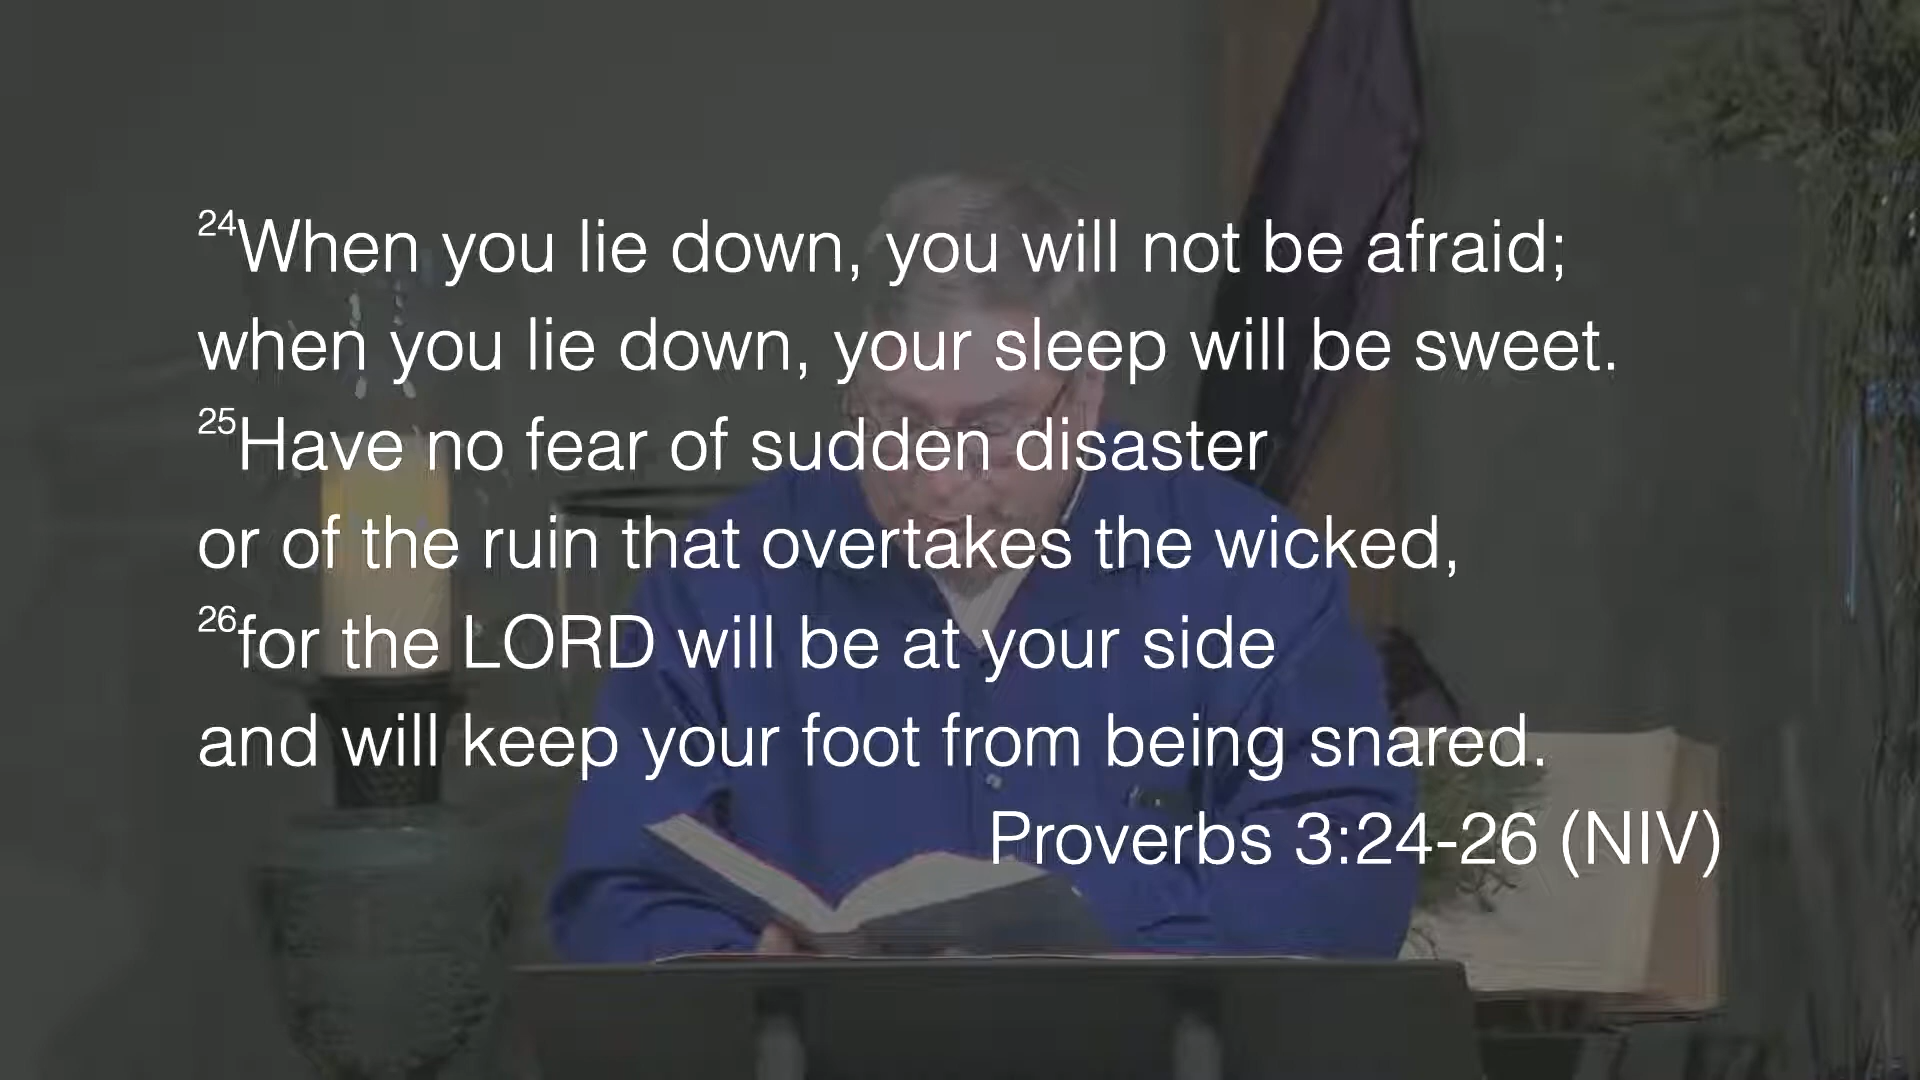 24When you lie down, you will not be afraid;
when you lie down, your sleep will be sweet.
25Have no fear of sudden disaster
or of the ruin that overtakes the wicked,
26for the LORD will be at your side
and will keep your foot from being snared.
Proverbs 3:24-26 (NIV)